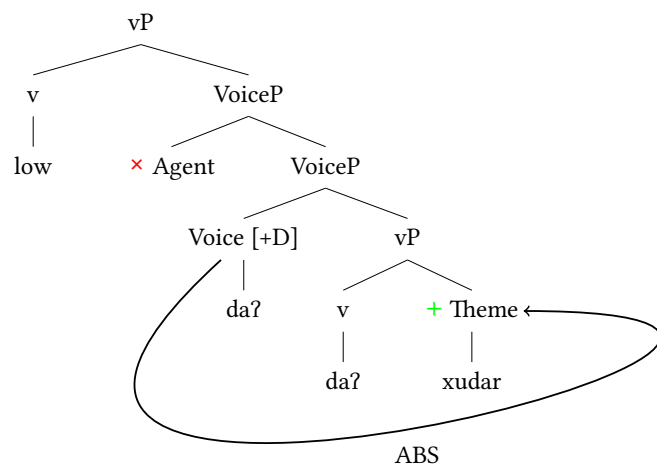 vP
v VoiceP
low × Agent VoiceP
Voice [+D] vP
daʔ v + Theme
daʔ xudar
ABS